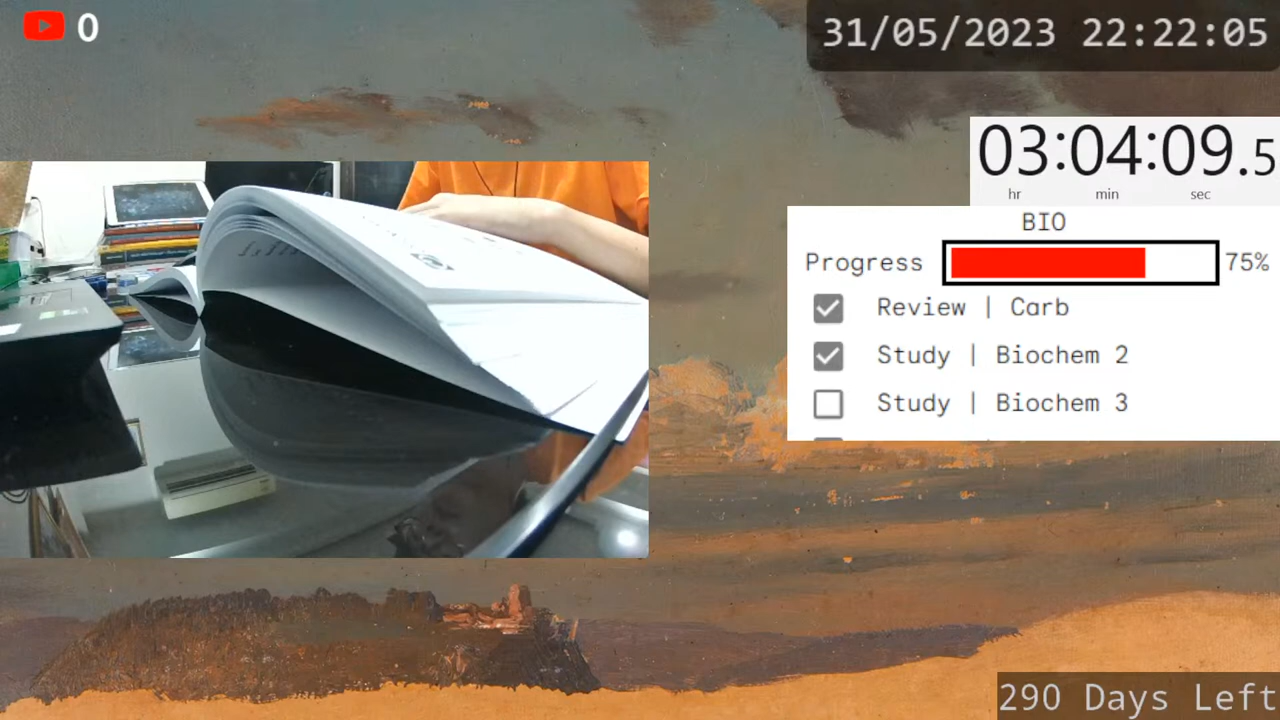 0
31/05/2023 22:22:05
03:04:09.5
hr min sec
BIO
Progress 75%
Review | Carb
Study | Biochem 2
Study | Biochem 3
290 Days Left